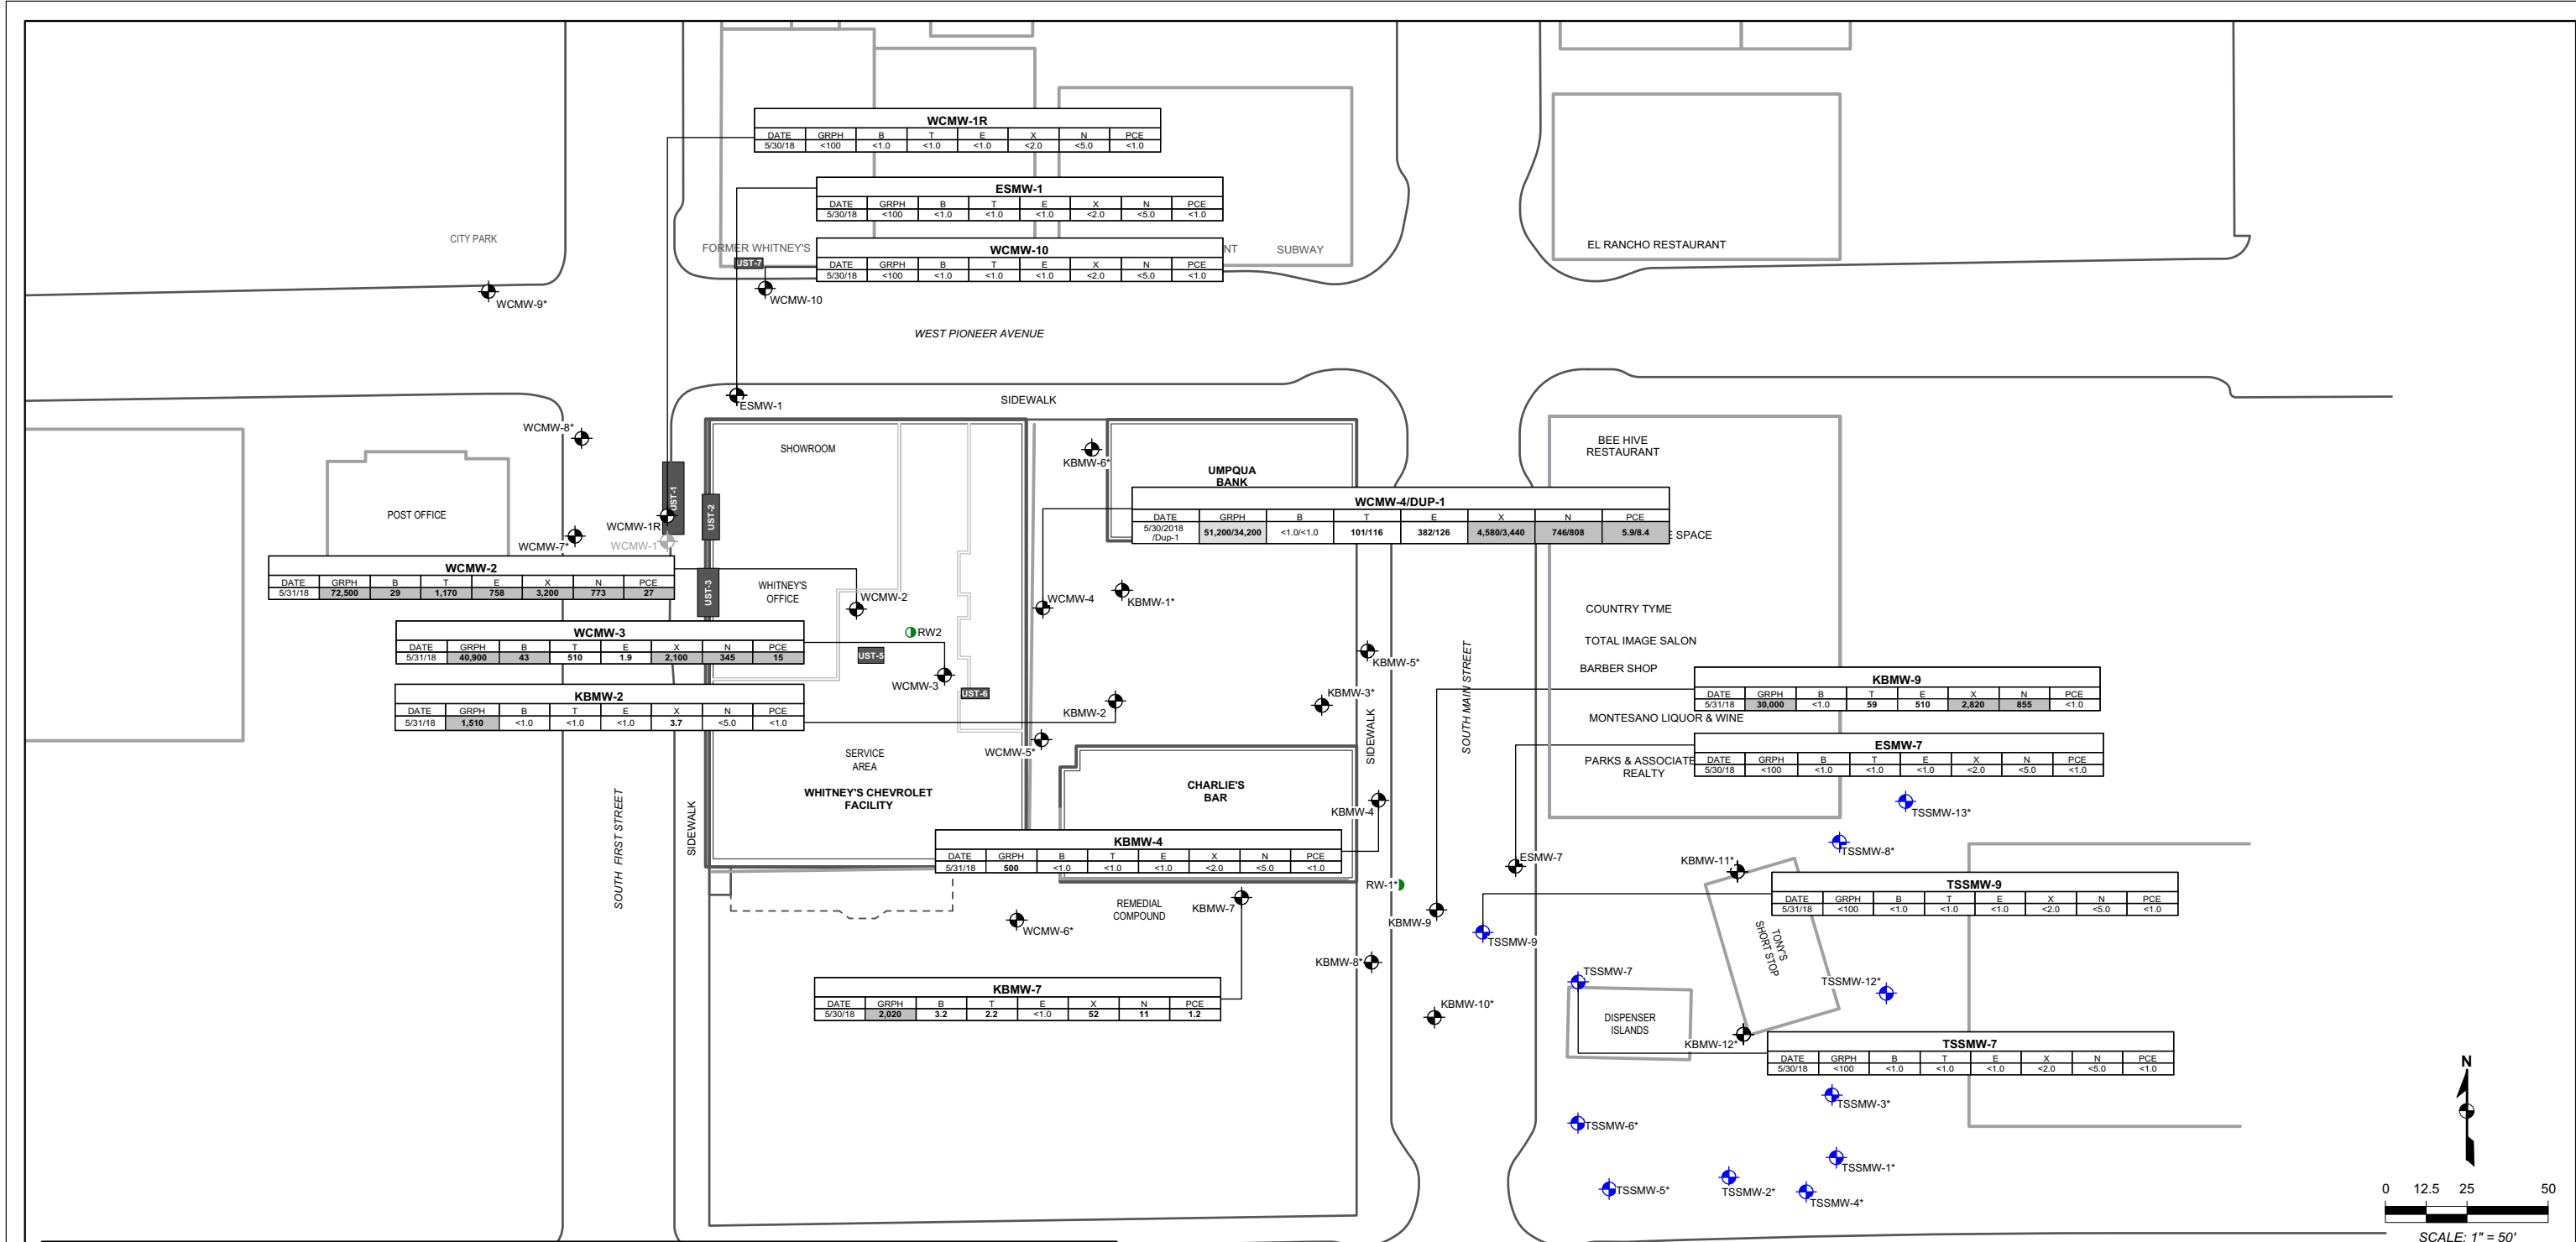 WCMW-1R
DATE GRPH B T E X N PCE
5/30/18 <100 <1.0 <1.0 <1.0 <2.0 <5.0 <1.0
ESMW-1
DATE GRPH B T E X N PCE
5/30/18 <100 <1.0 <1.0 <1.0 <2.0 <5.0 <1.0
CITY PARK
FORMER WHITNEY'S
NT
SUBWAY
EL RANCHO RESTAURANT
WCMW-10
DATE GRPH B T E X N PCE
5/30/18 <100 <1.0 <1.0 <1.0 <2.0 <5.0 <1.0
UST-7
WCMW-9*
WCMW-10
WEST PIONEER AVENUE
ESMW-1
SIDEWALK
WCMW-8*
SHOWROOM
KBMW-6*
UMPQUA
BANK
BEE HIVE
RESTAURANT
POST OFFICE
UST-1
UST-2
WCMW-1R
WCMW-1
WCMW-7*
WCMW-4/DUP-1
DATE GRPH B T E X N PCE
5/30/2018
/Dup-1 51,200/34,200 <1.0/<1.0 101/116 382/126 4,580/3,440 746/808 5.9/8.4
E SPACE
WCMW-2
DATE GRPH B T E X N PCE
5/31/18 72,500 29 1,170 758 3,200 773 27
UST-3
WHITNEY'S
OFFICE
WCMW-2
WCMW-4
KBMW-1*
COUNTRY TYME
TOTAL IMAGE SALON
BARBER SHOP
WCMW-3
DATE GRPH B T E X N PCE
5/31/18 40,900 43 510 1.9 2,100 345 15
RW2
UST-5
WCMW-3
UST-6
KBMW-5*
KBMW-3*
SOUTH MAIN STREET
KBMW-9
DATE GRPH B T E X N PCE
5/31/18 30,000 <1.0 59 510 2,820 855 <1.0
KBMW-2
DATE GRPH B T E X N PCE
5/31/18 1,510 <1.0 <1.0 <1.0 3.7 <5.0 <1.0
KBMW-2
MONTESANO LIQUOR & WINE
SIDEWALK
WCMW-5*
SERVICE
AREA
WHITNEY'S CHEVROLET
FACILITY
CHARLIE'S
BAR
PARKS & ASSOCIATE
REALTY
ESMW-7
DATE GRPH B T E X N PCE
5/30/18 <100 <1.0 <1.0 <1.0 <2.0 <5.0 <1.0
SOUTH FIRST STREET
SIDEWALK
KBMW-4
TSSMW-13*
TSSMW-8*
KBMW-4
DATE GRPH B T E X N PCE
5/31/18 500 <1.0 <1.0 <1.0 <2.0 <5.0 <1.0
ESMW-7
KBMW-11*
RW-1*
TSSMW-9
DATE GRPH B T E X N PCE
5/31/18 <100 <1.0 <1.0 <1.0 <2.0 <5.0 <1.0
REMEDIAL
COMPOUND
KBMW-7
WCMW-6*
KBMW-9
TSSMW-9
TONY'S
SHORT STOP
KBMW-8*
TSSMW-7
TSSMW-12*
KBMW-7
DATE GRPH B T E X N PCE
5/30/18 2,020 3.2 2.2 <1.0 52 11 1.2
KBMW-10*
DISPENSER
ISLANDS
KBMW-12*
TSSMW-7
DATE GRPH B T E X N PCE
5/30/18 <100 <1.0 <1.0 <1.0 <2.0 <5.0 <1.0
TSSMW-3*
TSSMW-6*
TSSMW-1*
TSSMW-5*
TSSMW-2*
TSSMW-4*
N
0 12.5 25 50
SCALE: 1" = 50'